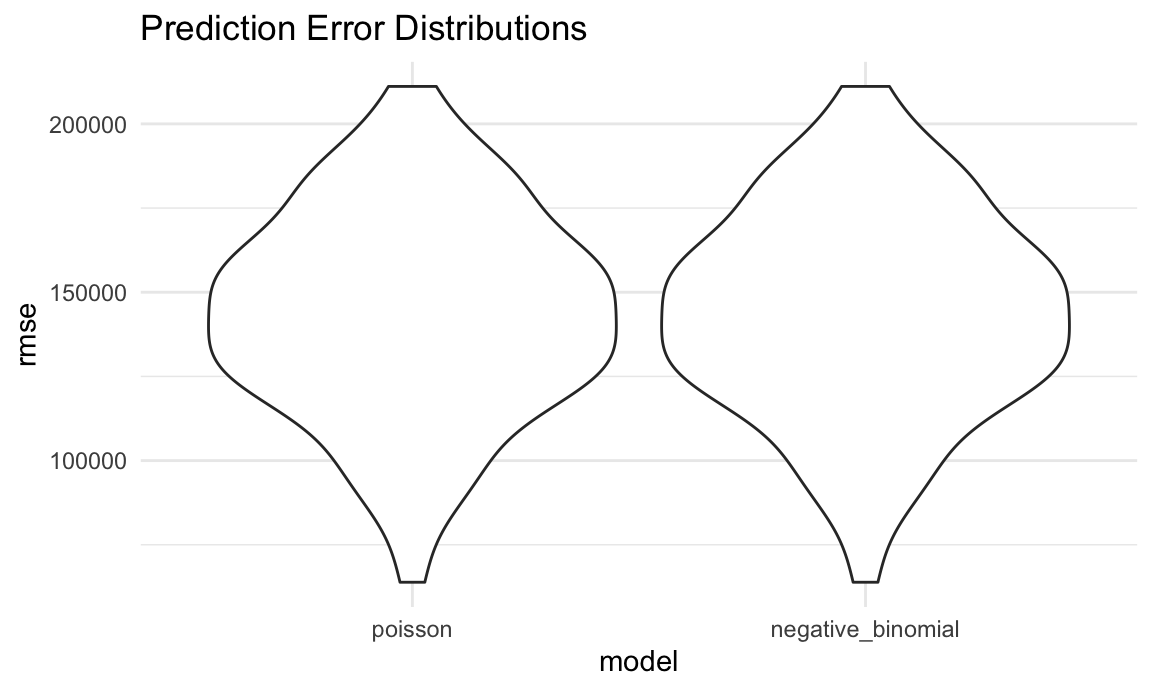 Prediction Error Distributions
200000
150000
100000
rmse
poisson
negative_binomial
model